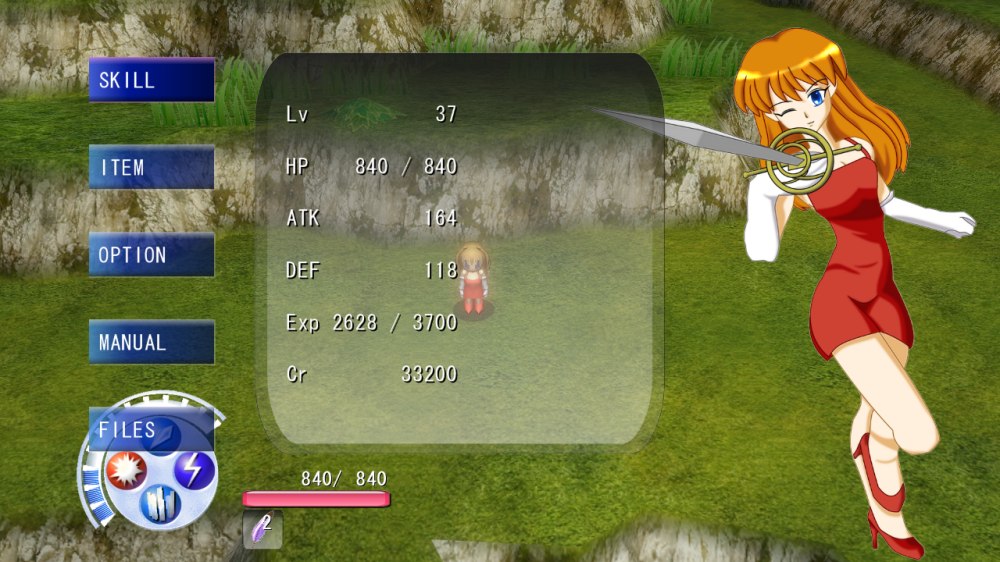 SKILL
ITEM
OPTION
MANUAL
FILES
Lv 37
HP 840 / 840
ATK 164
DEF 118
Exp 2628 / 3700
Cr 33200
840/ 840
2